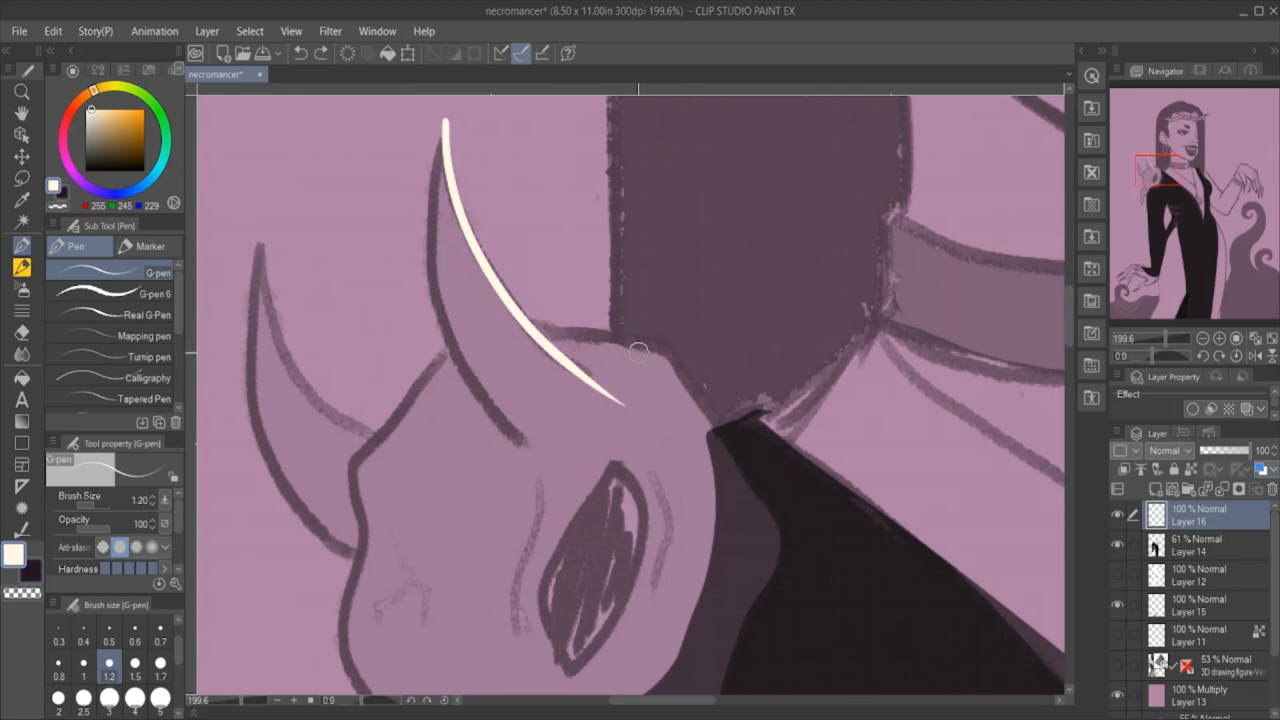 necromancer* (8.50 x 11.00in 300dpi 199.6%) - CLIP STUDIO PAINT EX
File Edit Story(P) Animation Layer Select View Filter Window Help
necromancer*
Navigator
255 245 229
Sub Tool (Pen)
Pen Marker
G-pen
G-pen 6
Real G-Pen
Mapping pen
Turnip pen
Calligraphy
Tapered Pen
Tool property (G-pen)
G-pen
Brush Size 1.20
Opacity 100
Anti-alias
Hardness
Brush size (G-pen)
0.3 0.4 0.5 0.6 0.7
0.8 1 1.2 1.5 1.7
2 2.5 3 4 5
199.6 0.0
199.6
0.0
Layer Property
Effect
Layer
Normal 100
100 % Normal
Layer 16
61 % Normal
Layer 14
100 % Normal
Layer 12
100 % Normal
Layer 15
100 % Normal
Layer 11
53 % Normal
3D drawing figure-Ve
100 % Multiply
Layer 13